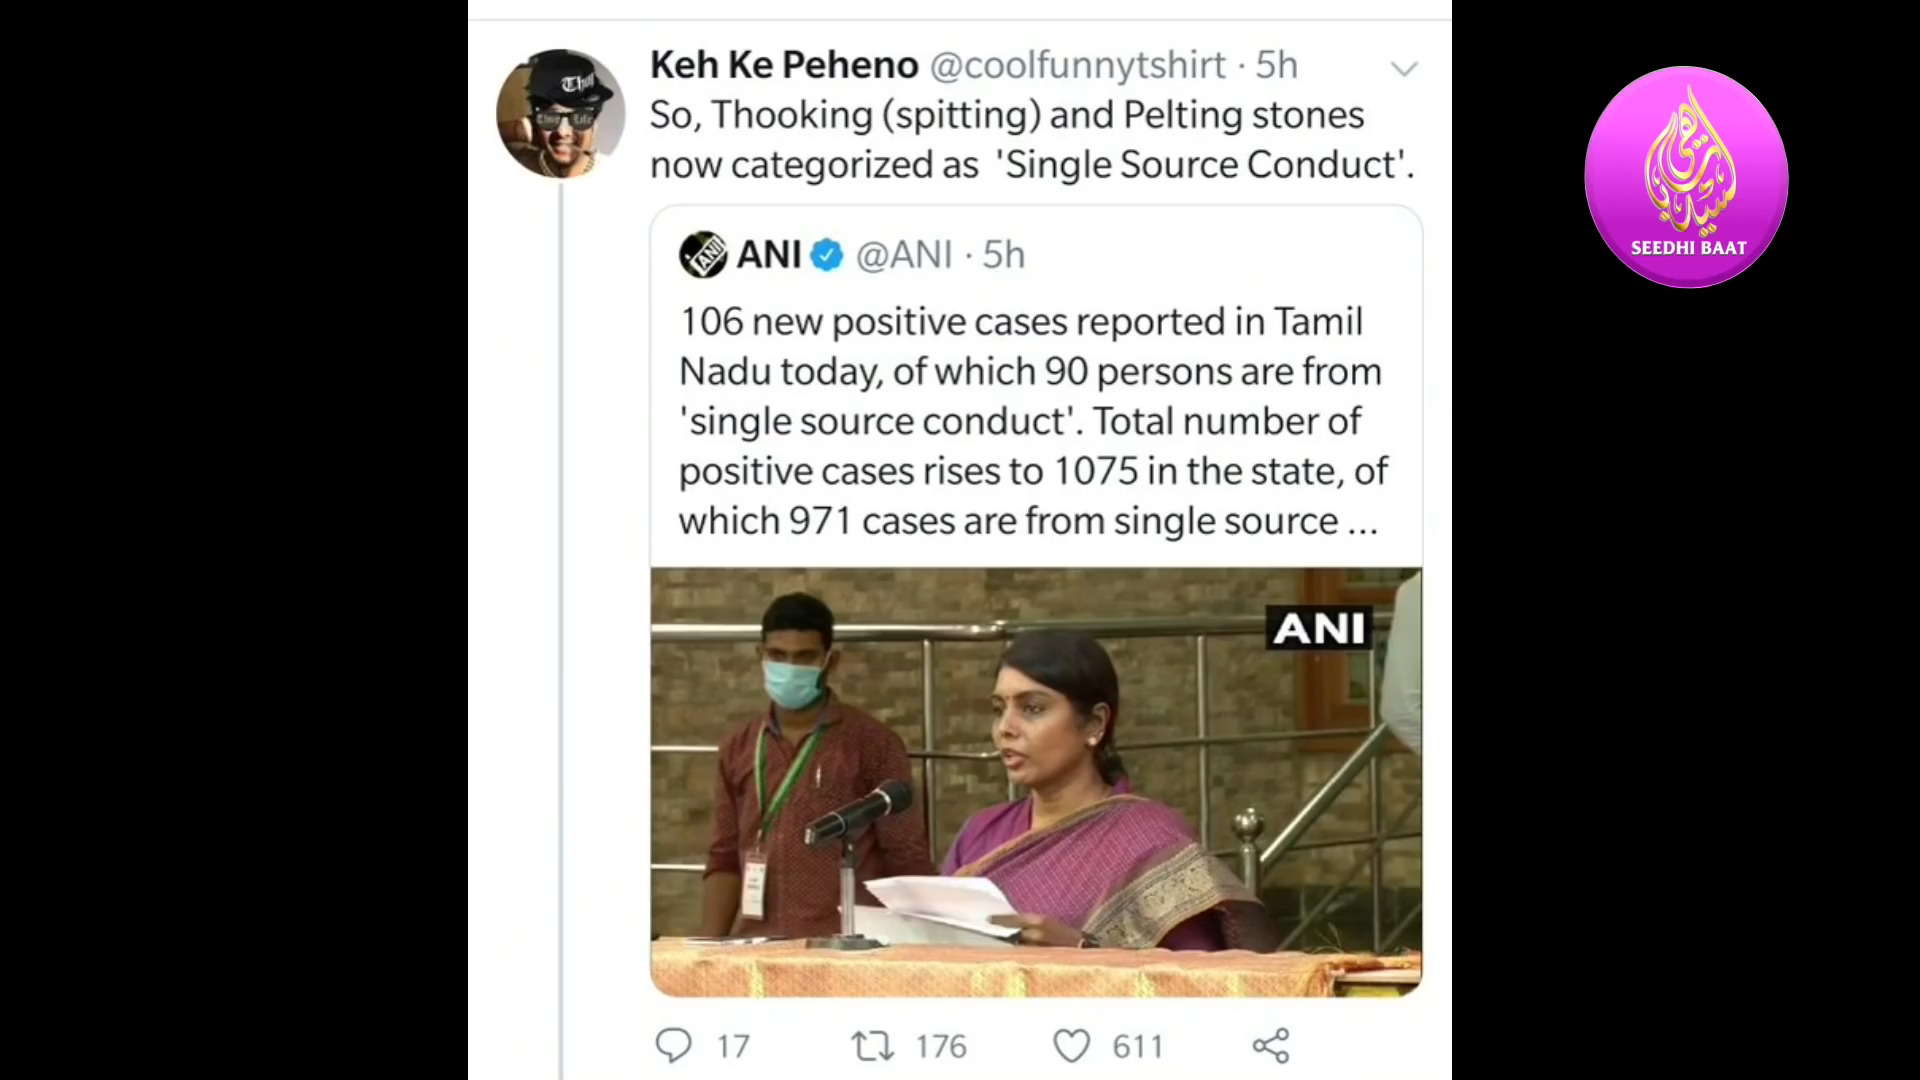 Keh Ke Peheno @coolfunnytshirt · 5h
So, Thooking (spitting) and Pelting stones
now categorized as 'Single Source Conduct'.
ANI @ANI · 5h
106 new positive cases reported in Tamil
Nadu today, of which 90 persons are from
'single source conduct'. Total number of
positive cases rises to 1075 in the state, of
which 971 cases are from single source ...
ANI
17 176 611
SEEDHI BAAT